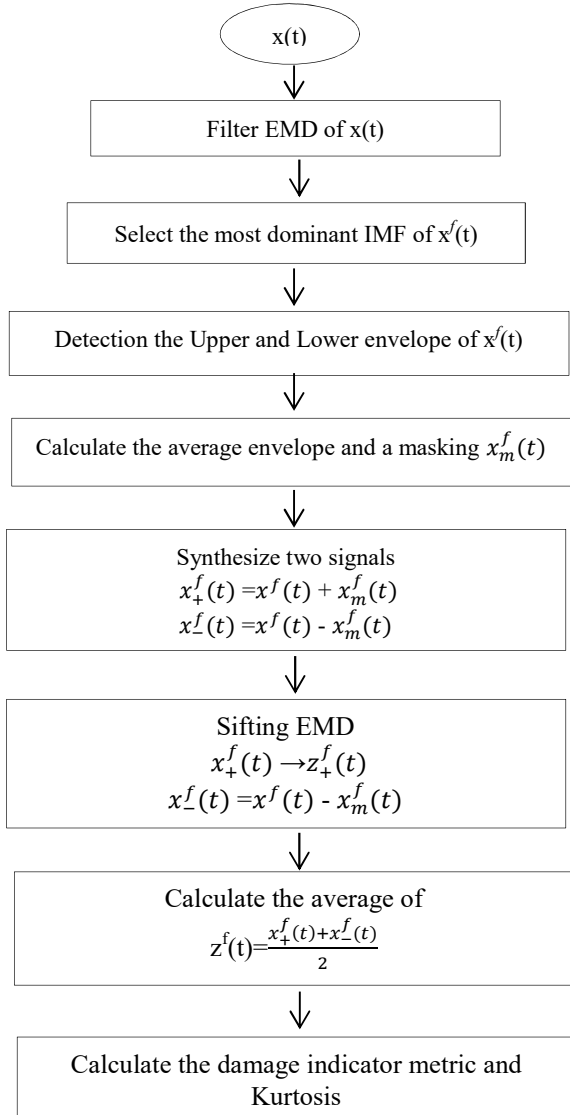 x(t)
Filter EMD of x(t)
Select the most dominant IMF of x^f(t)
Detection the Upper and Lower envelope of x^f(t)
Calculate the average envelope and a masking x_m^f(t)
Synthesize two signals
x_+^f(t) =x^f(t) + x_m^f(t)
x_-^f(t) =x^f(t) - x_m^f(t)
Sifting EMD
x_+^f(t) →z_+^f(t)
x_-^f(t) =x^f(t) - x_m^f(t)
Calculate the average of
z^f(t)=\frac{x_+^f(t)+x_-^f(t)}{2}
Calculate the damage indicator metric and
Kurtosis